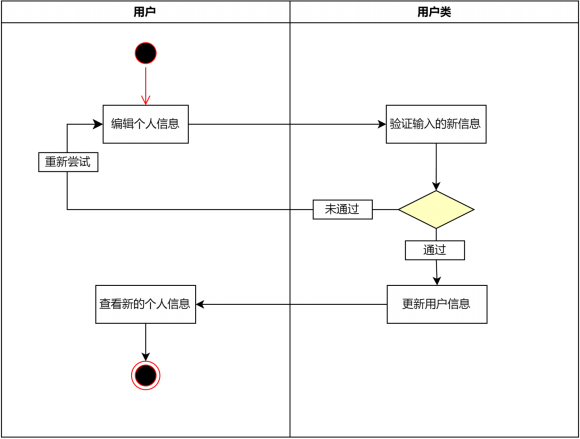 用户
用户类
编辑个人信息
验证输入的新信息
重新尝试
未通过
通过
查看新的个人信息
更新用户信息